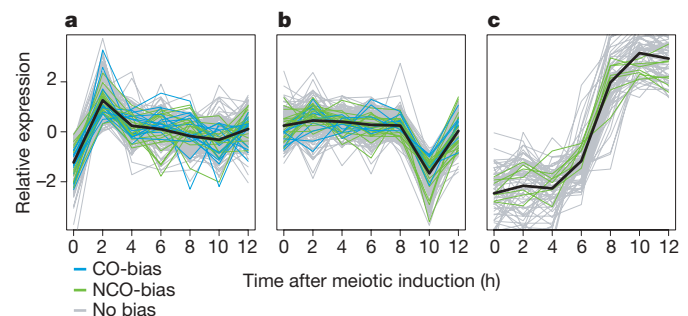 a b c
Relative expression
2
0
−2
0 2 4 6 8 10 12 0 2 4 6 8 10 12 0 2 4 6 8 10 12
CO-bias
NCO-bias
No bias
Time after meiotic induction (h)